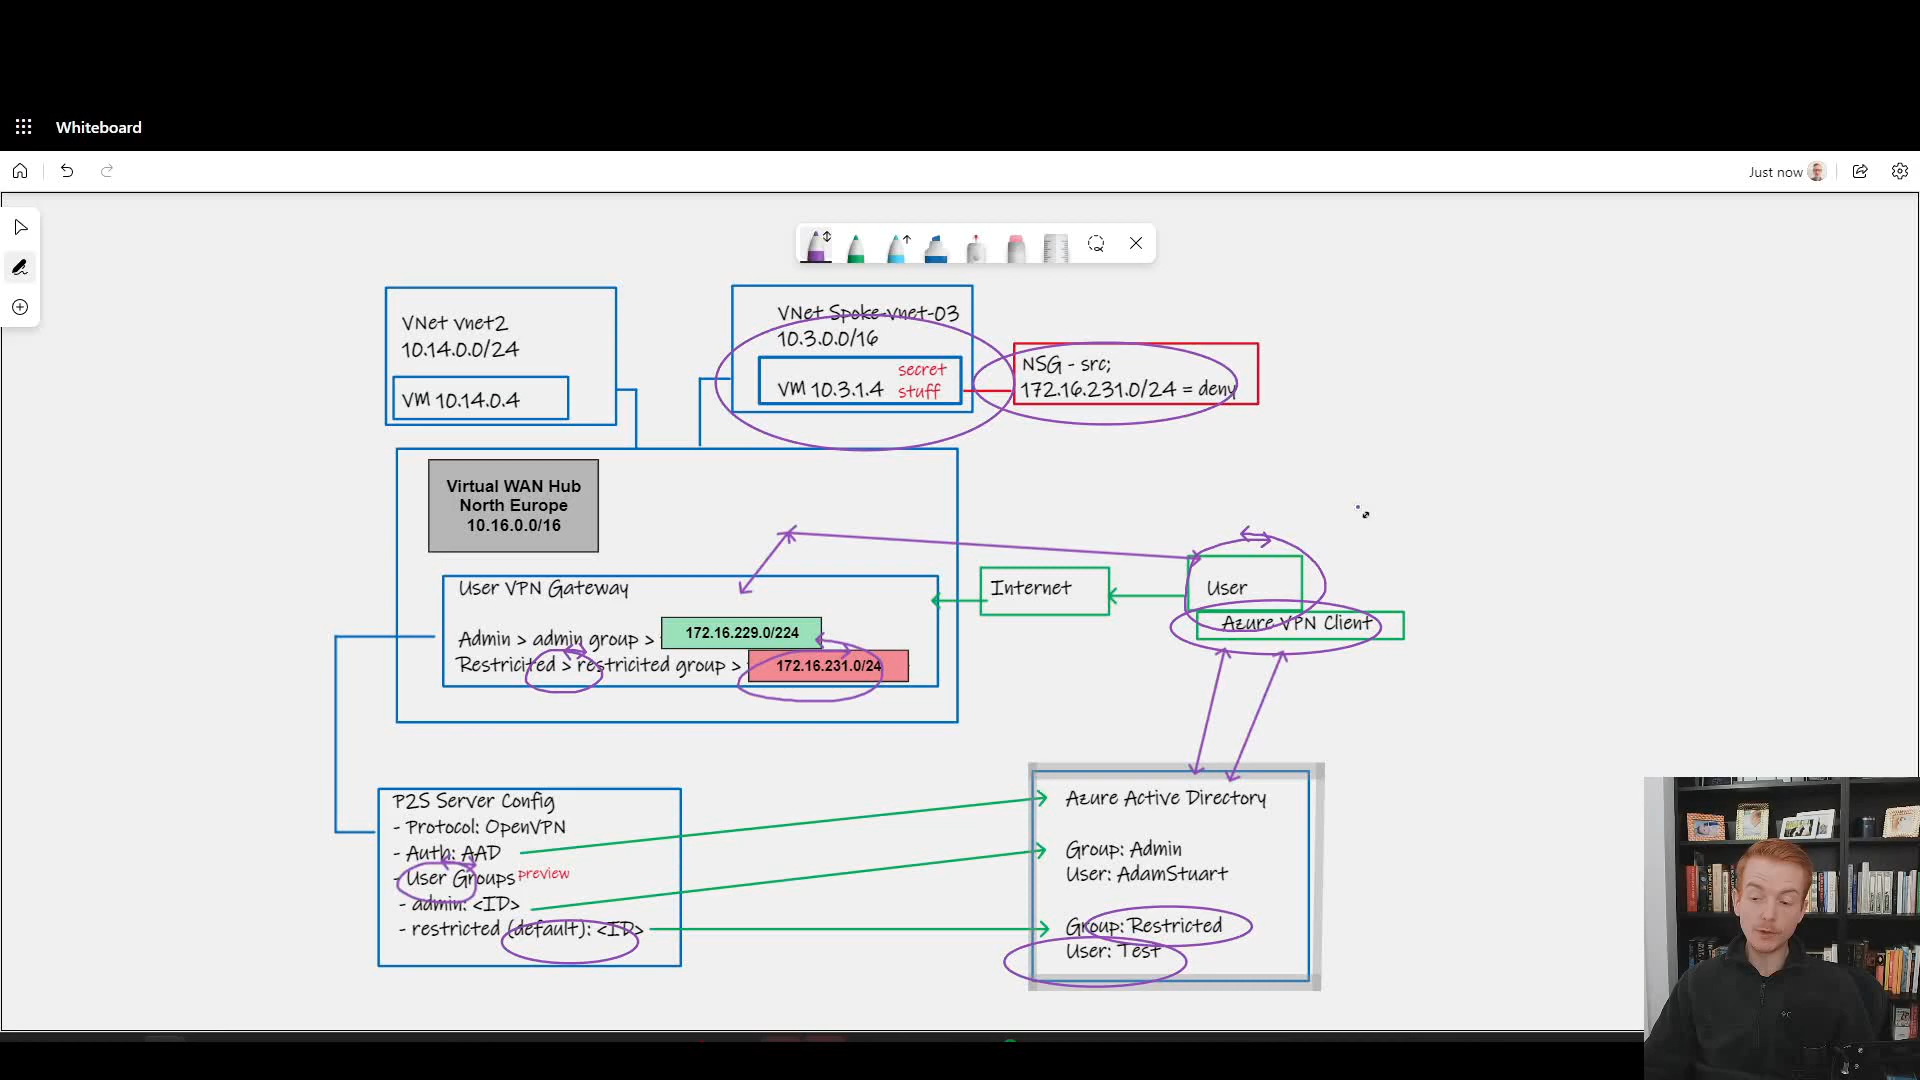 Whiteboard
Just now
VNet vnet2
10.14.0.0/24
VM 10.14.0.4
VNet Spoke-vnet-03
10.3.0.0/16
secret
VM 10.3.1.4 stuff
NSG - src;
172.16.231.0/24 = deny
Virtual WAN Hub
North Europe
10.16.0.0/16
User VPN Gateway
Admin > admin group > 172.16.229.0/224
Restricited > restricited group > 172.16.231.0/24
Internet
User
Azure VPN Client
P2S Server Config
- Protocol: OpenVPN
- Auth: AAD
- User Groups preview
- admin: <ID>
- restricted (default): <ID>
Azure Active Directory
Group: Admin
User: AdamStuart
Group: Restricted
User: Test